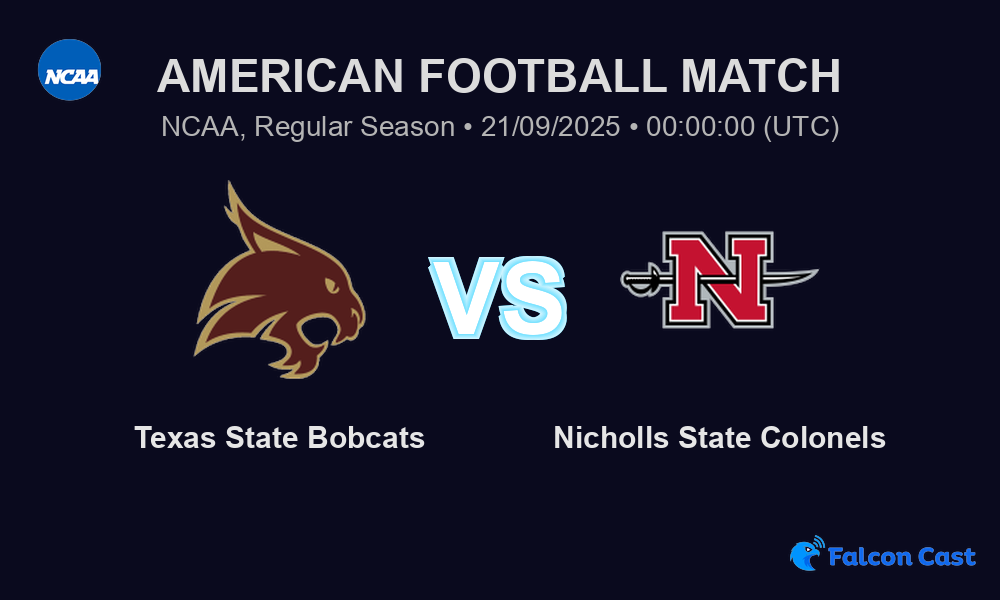 NCAA
AMERICAN FOOTBALL MATCH
NCAA, Regular Season • 21/09/2025 • 00:00:00 (UTC)
VS
N
Texas State Bobcats
Nicholls State Colonels
Falcon Cast